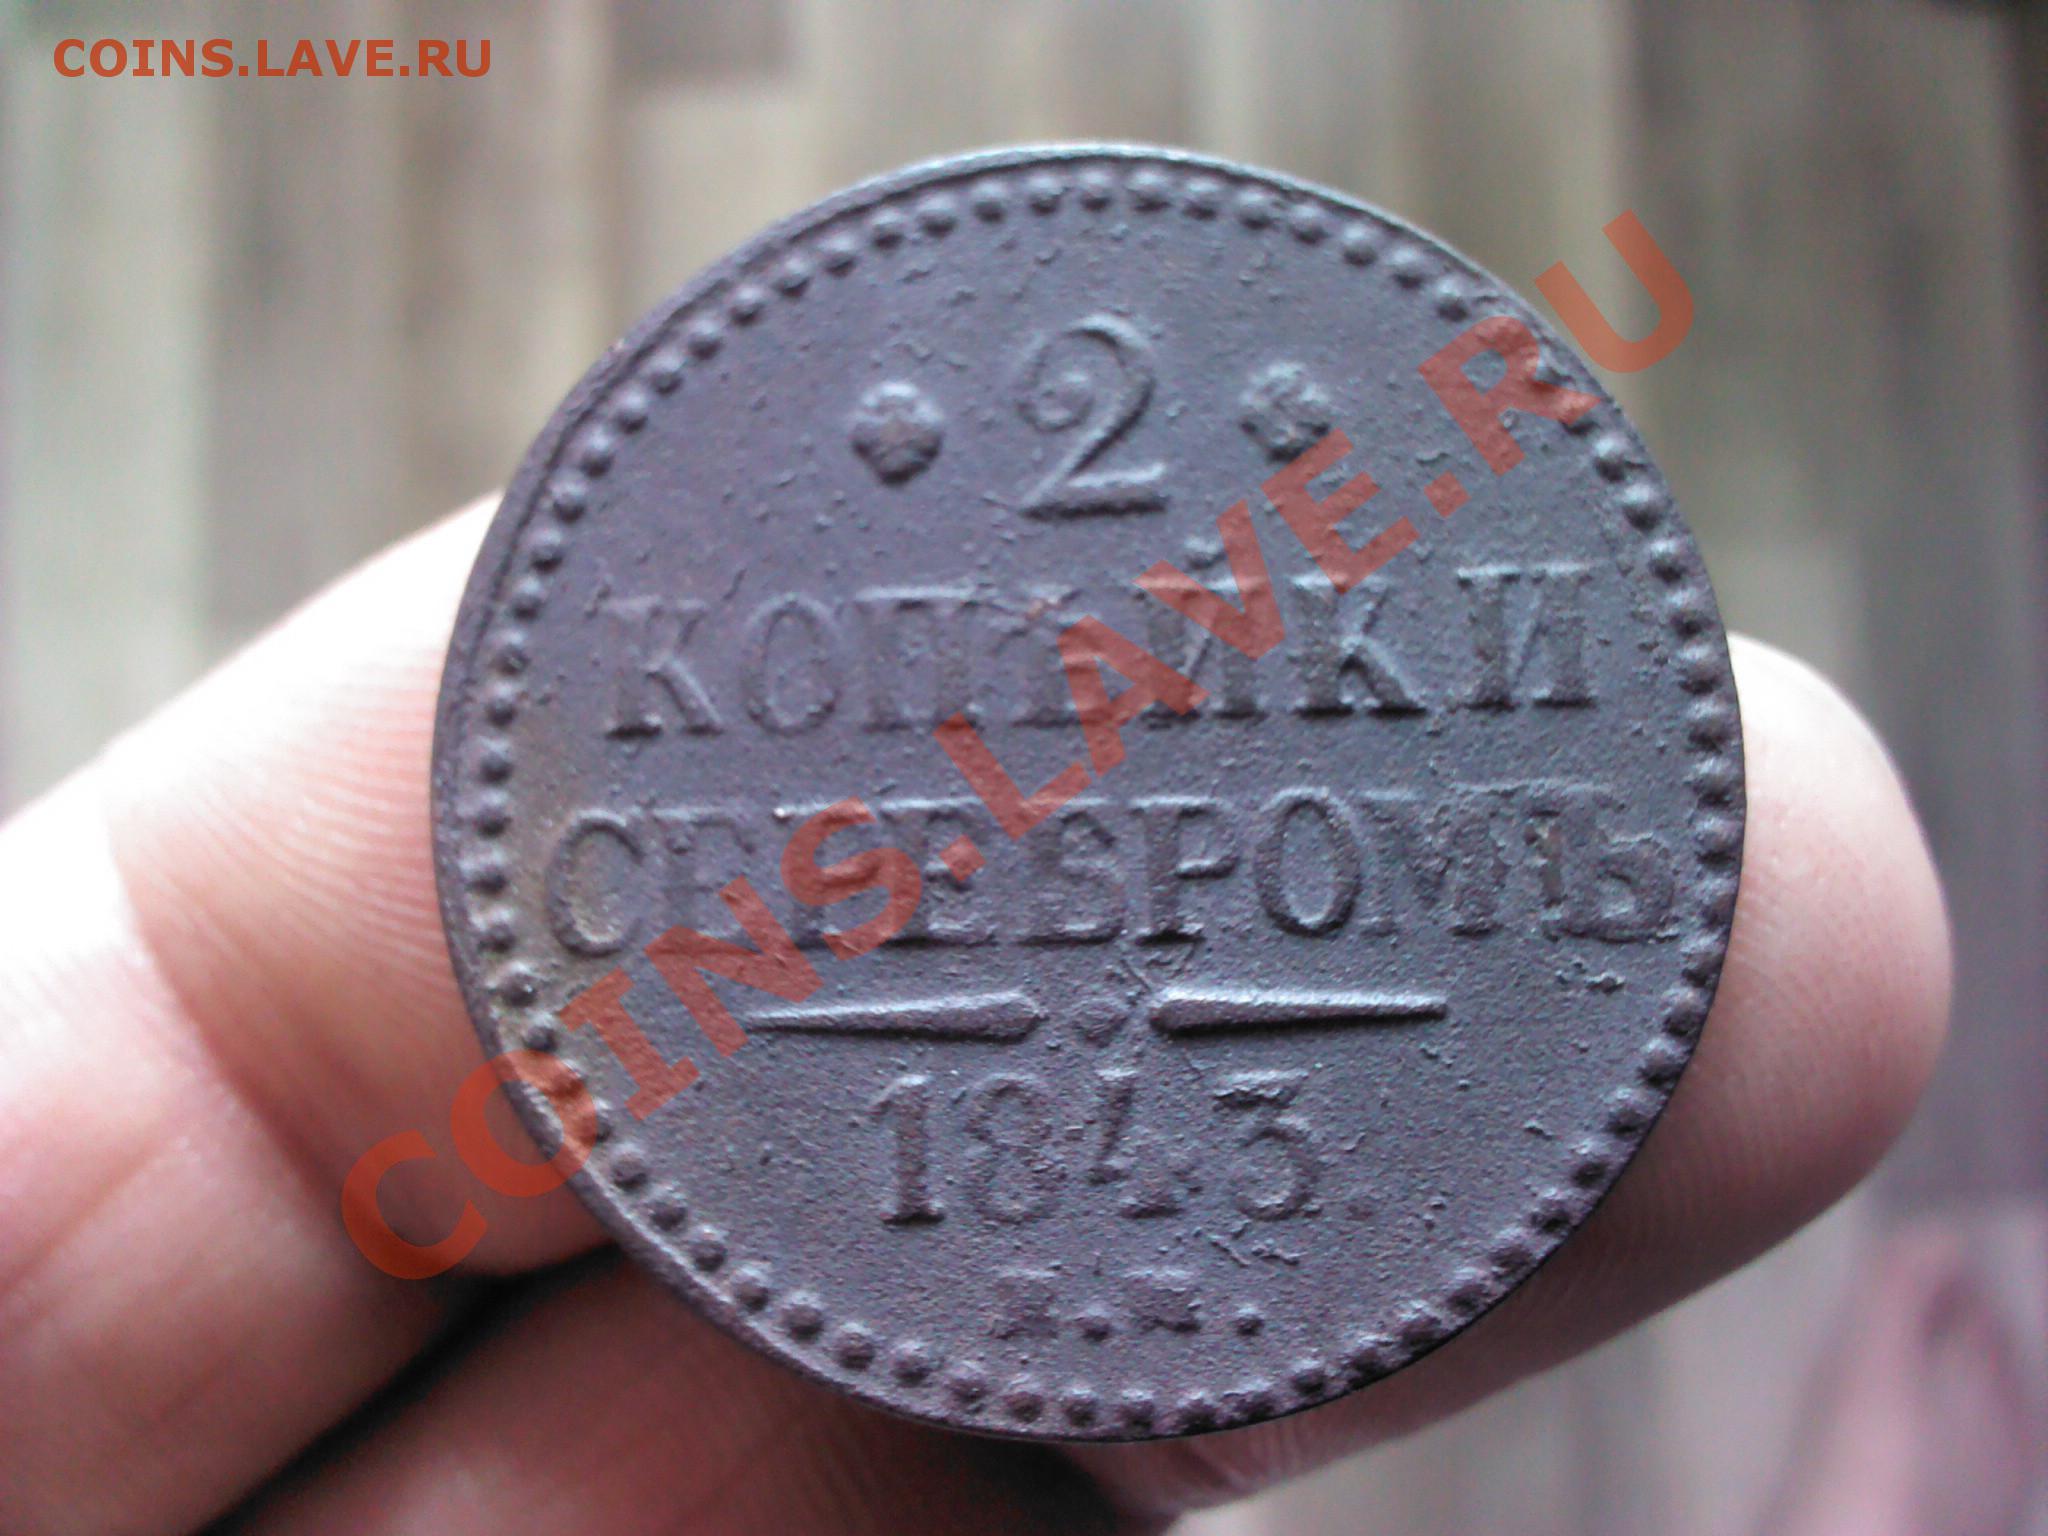 COINS.LAVE.RU
2
КОПѢЙКИ
СЕРЕБРОМЪ
1843
Е.М.
COINS.LAVE.RU